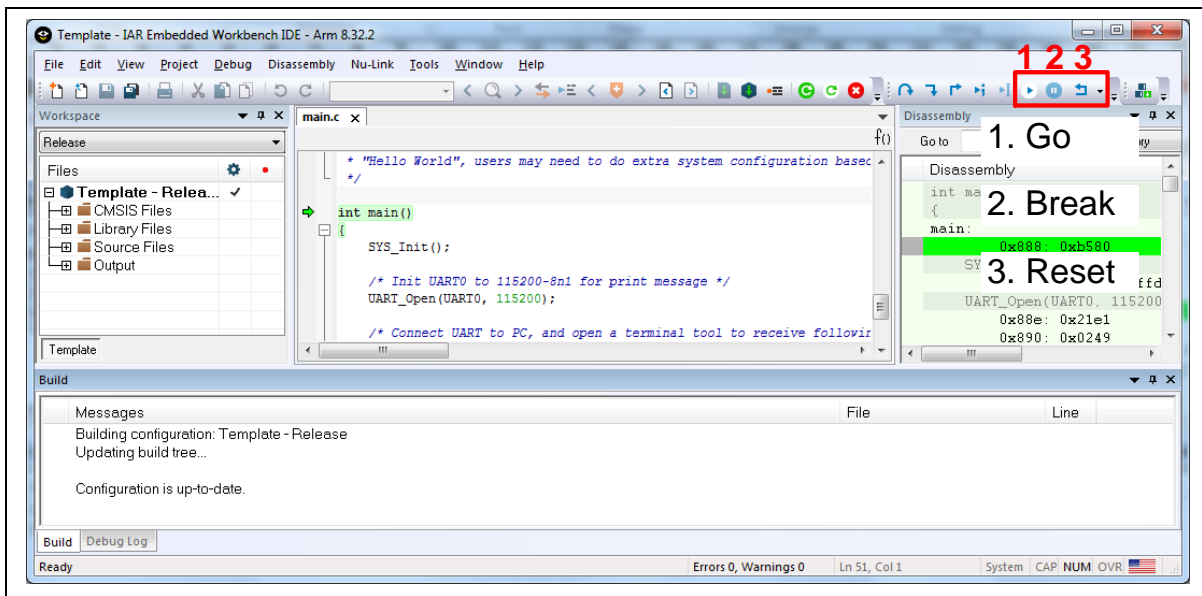 Template - IAR Embedded Workbench IDE - Arm 8.32.2
File Edit View Project Debug Disassembly Nu-Link Tools Window Help
1 2 3
Workspace
Release
Files
Template - Relea...
CMSIS Files
Library Files
Source Files
Output
Template
main.c
f()
* "Hello World", users may need to do extra system configuration based
*/
int main()
{
SYS_Init();
/* Init UART0 to 115200-8n1 for print message */
UART_Open(UART0, 115200);
/* Connect UART to PC, and open a terminal tool to receive followin
Disassembly
Go to
1. Go
Disassembly
int ma
{
2. Break
main:
0x888: 0xb580
SY
3. Reset
ffd
UART_Open(UART0, 115200
0x88e: 0x21e1
0x890: 0x0249
Build
Messages File Line
Building configuration: Template - Release
Updating build tree...
Configuration is up-to-date.
Build Debug Log
Ready Errors 0, Warnings 0 Ln 51, Col 1 System CAP NUM OVR